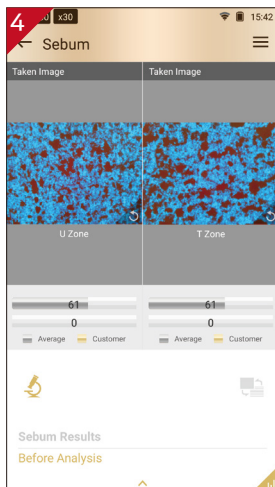 4
x30
15:42
Sebum
Taken Image
Taken Image
U Zone
T Zone
61
61
0
0
Average
Customer
Average
Customer
Sebum Results
Before Analysis